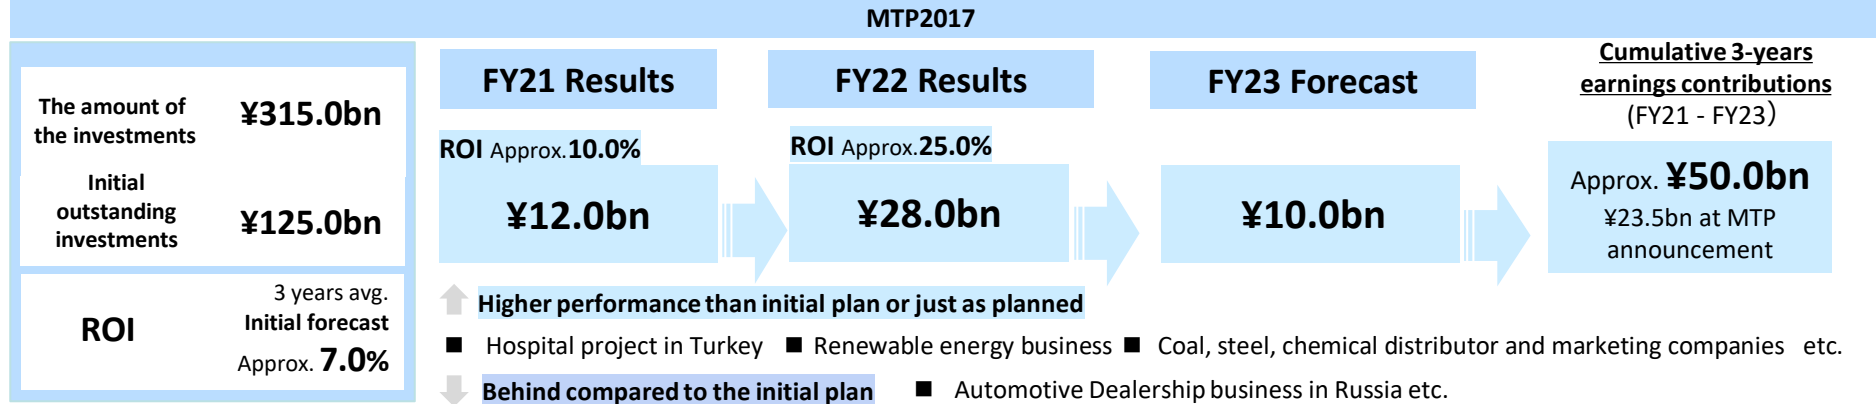 MTP2017
The amount of
the investments
¥315.0bn
Initial
outstanding
investments
¥125.0bn
ROI
3 years avg.
Initial forecast
Approx. 7.0%
FY21 Results
ROI Approx.10.0%
¥12.0bn
FY22 Results
ROI Approx.25.0%
¥28.0bn
FY23 Forecast
¥10.0bn
Cumulative 3-years
earnings contributions
(FY21 - FY23）
Approx. ¥50.0bn
¥23.5bn at MTP
announcement
Higher performance than initial plan or just as planned
■ Hospital project in Turkey ■ Renewable energy business ■ Coal, steel, chemical distributor and marketing companies etc.
Behind compared to the initial plan ■ Automotive Dealership business in Russia etc.